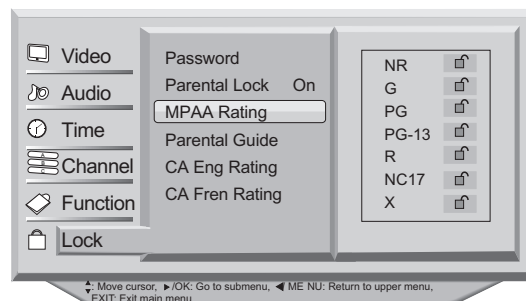 Video
Audio
Time
Channel
Function
Lock
Password
Parental Lock On
MPAA Rating
Parental Guide
CA Eng Rating
CA Fren Rating
NR
G
PG
PG-13
R
NC17
X
: Move cursor, ▶/OK: Go to submenu, ◀ ME NU: Return to upper menu,
EXIT: Exit main menu